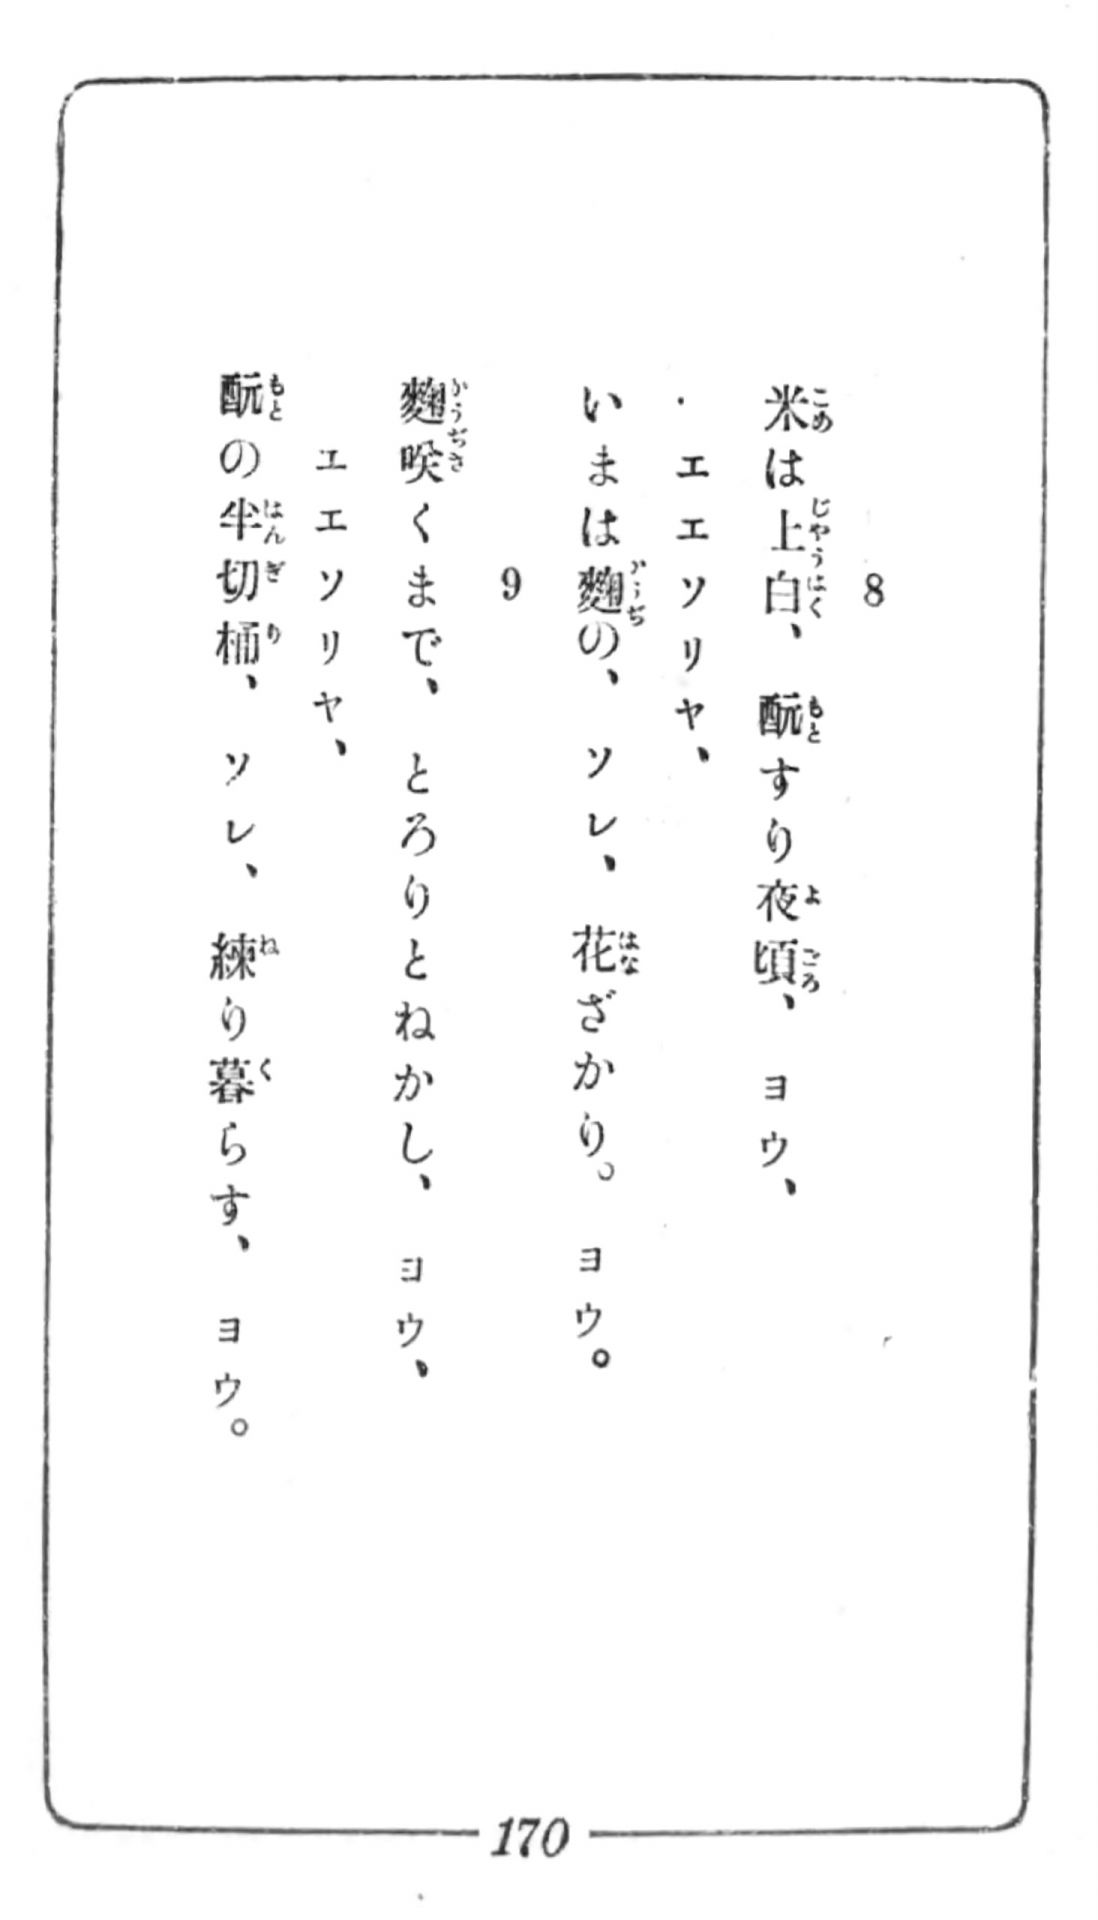 8
米は上白、酛すり夜頃、ヨウ、
エエソリヤ、
いまは麴の、ソレ、花ざかり。ヨウ。
9
麴咲くまで、とろりとねかし、ヨウ、
エエソリヤ、
酛の半切桶、ソレ、練り暮らす、ヨウ。
170